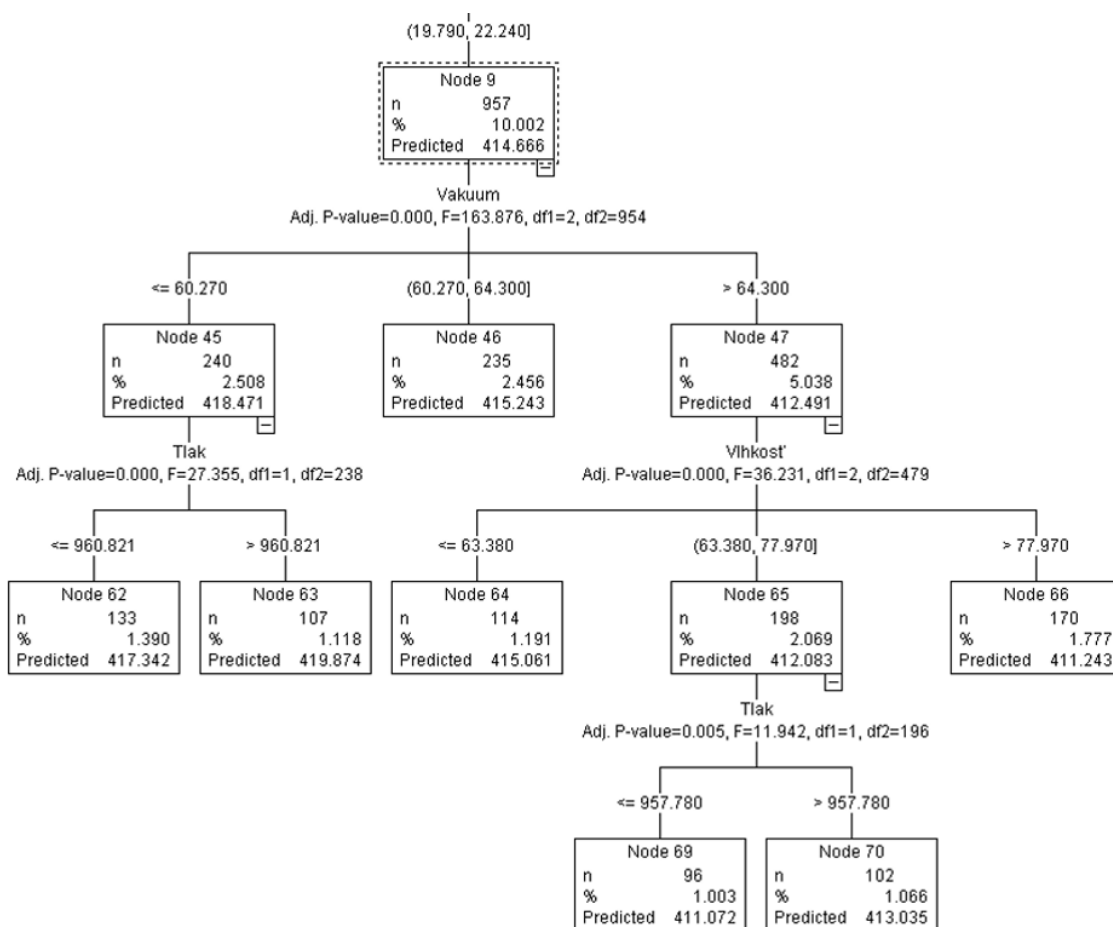 (19.790, 22.240]
Node 9
n 957
% 10.002
Predicted 414.666
Vakuum
Adj. P-value=0.000, F=163.876, df1=2, df2=954
<= 60.270
(60.270, 64.300]
> 64.300
Node 45
n 240
% 2.508
Predicted 418.471
Node 46
n 235
% 2.456
Predicted 415.243
Node 47
n 482
% 5.038
Predicted 412.491
Tlak
Adj. P-value=0.000, F=27.355, df1=1, df2=238
Vlhkosť
Adj. P-value=0.000, F=36.231, df1=2, df2=479
<= 960.821
> 960.821
<= 63.380
(63.380, 77.970]
> 77.970
Node 62
n 133
% 1.390
Predicted 417.342
Node 63
n 107
% 1.118
Predicted 419.874
Node 64
n 114
% 1.191
Predicted 415.061
Node 65
n 198
% 2.069
Predicted 412.083
Node 66
n 170
% 1.777
Predicted 411.243
Tlak
Adj. P-value=0.005, F=11.942, df1=1, df2=196
<= 957.780
> 957.780
Node 69
n 96
% 1.003
Predicted 411.072
Node 70
n 102
% 1.066
Predicted 413.035